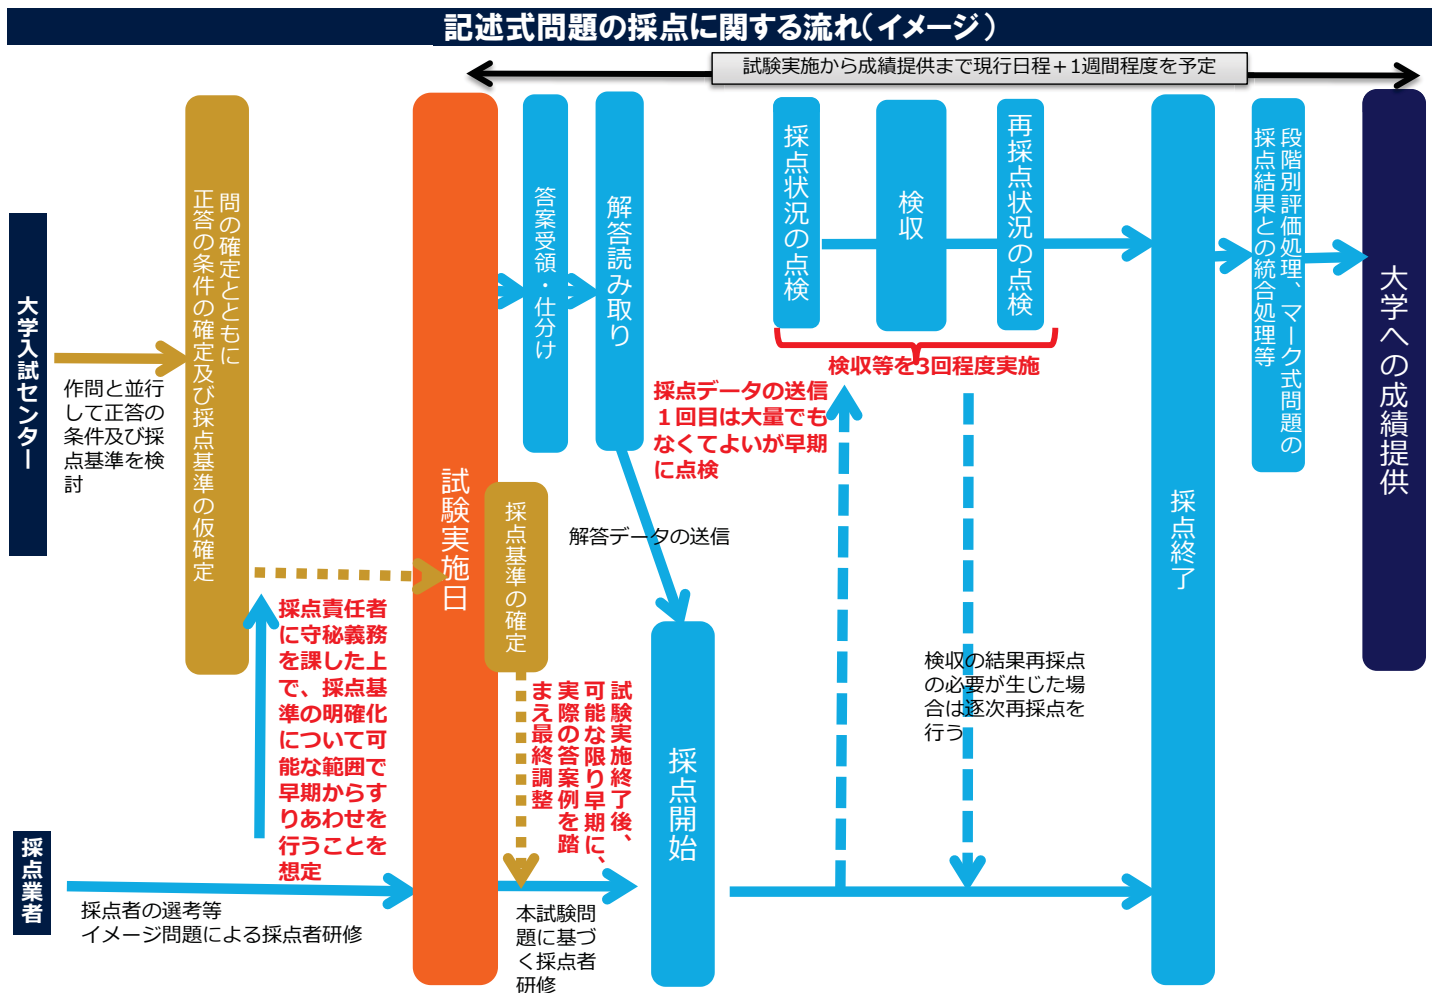 記述式問題の採点に関する流れ(イメージ)
試験実施から成績提供まで現行日程+1週間程度を予定
大学入試センター
作問と並行
して正答の
条件及び採
点基準を検
討
問の確定とともに
正答の条件の確定及び採点基準の仮確定
採点責任者
に守秘義務
を課した上
で、採点基
準の明確化
について可
能な範囲で
早期からす
りあわせを
行うことを
想定
試験実施日
答案受領・仕分け
解答読み取り
採点基準の確定
解答データの送信
採点データの送信
1回目は大量でも
なくてよいが早期
に点検
採点状況の点検
検収
再採点状況の点検
検収等を3回程度実施
検収の結果再採点
の必要が生じた場
合は逐次再採点を
行う
試験実施終了後、
可能な限り早期に、
実際の答案例を踏
まえ最終調整
採点開始
採点終了
段階別評価処理、マーク式問題の
採点結果との統合処理等
大学への成績提供
採点業者
採点者の選考等
イメージ問題による採点者研修
本試験問
題に基づ
く採点者
研修